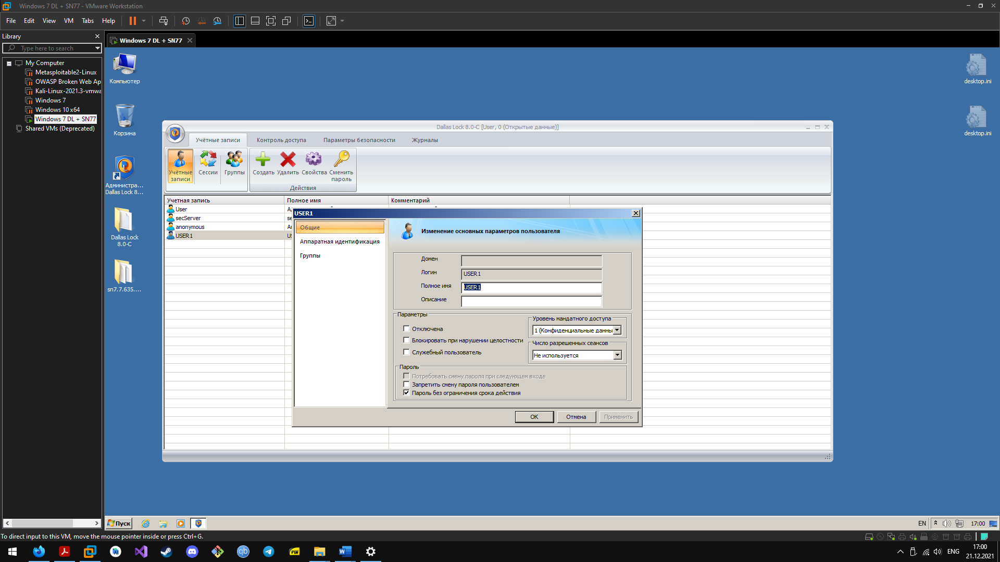 Windows 7 DL + SN77 - VMware Workstation
File Edit View VM Tabs Help
Library
Type here to search
My Computer
Metasploitable2-Linux
OWASP Broken Web Ap
Kali-Linux-2021.3-vmwa
Windows 7
Windows 10 x64
Windows 7 DL + SN77
Shared VMs (Deprecated)
Windows 7 DL + SN77
Компьютер
Корзина
Администра...
Dallas Lock 8....
Dallas Lock
8.0-C
sn7.7.635....
desktop.ini
desktop.ini
Dallas Lock 8.0-C [User, 0 (Открытые данные)]
Учётные записи Контроль доступа Параметры безопасности Журналы
Учётные
записи
Сессии
Группы
Создать
Удалить
Свойства
Сменить
пароль
Действия
Учетная запись Полное имя Комментарий
User
secServer se
anonymous
USER1
USER1
Общие
Аппаратная идентификация
Группы
Изменение основных параметров пользователя
Домен
Логин USER1
Полное имя USER1
Описание
Параметры
Отключена
Блокировать при нарушении целостности
Служебный пользователь
Уровень мандатного доступа
1 (Конфиденциальные данны
Число разрешенных сеансов
Не используется
Пароль
Потребовать смену пароля при следующем входе
Запретить смену пароля пользователем
Пароль без ограничения срока действия
OK Отмена Применить
Пуск
EN 17:00
To direct input to this VM, move the mouse pointer inside or press Ctrl+G.
PDF
ENG
17:00
21.12.2021